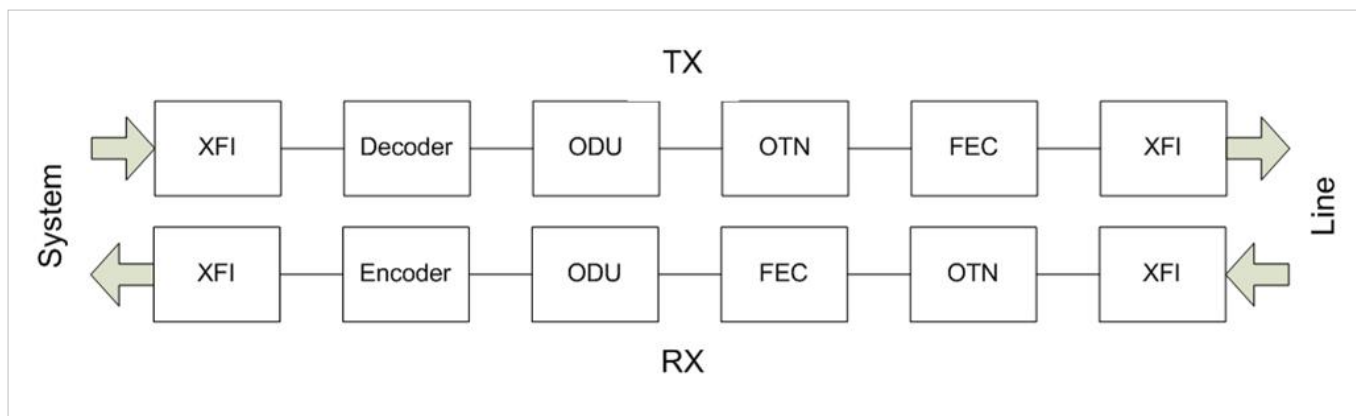 TX
System
XFI Decoder ODU OTN FEC XFI
Line
XFI Encoder ODU FEC OTN XFI
RX